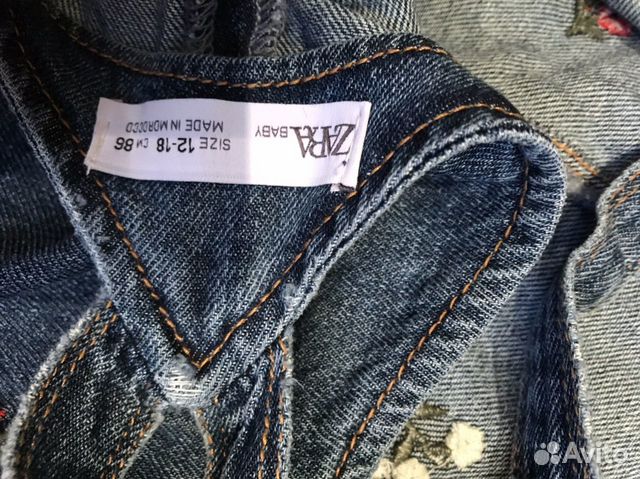 ZARA
BABY
SIZE 12-18 CM 86
MADE IN MOROCCO
Avito